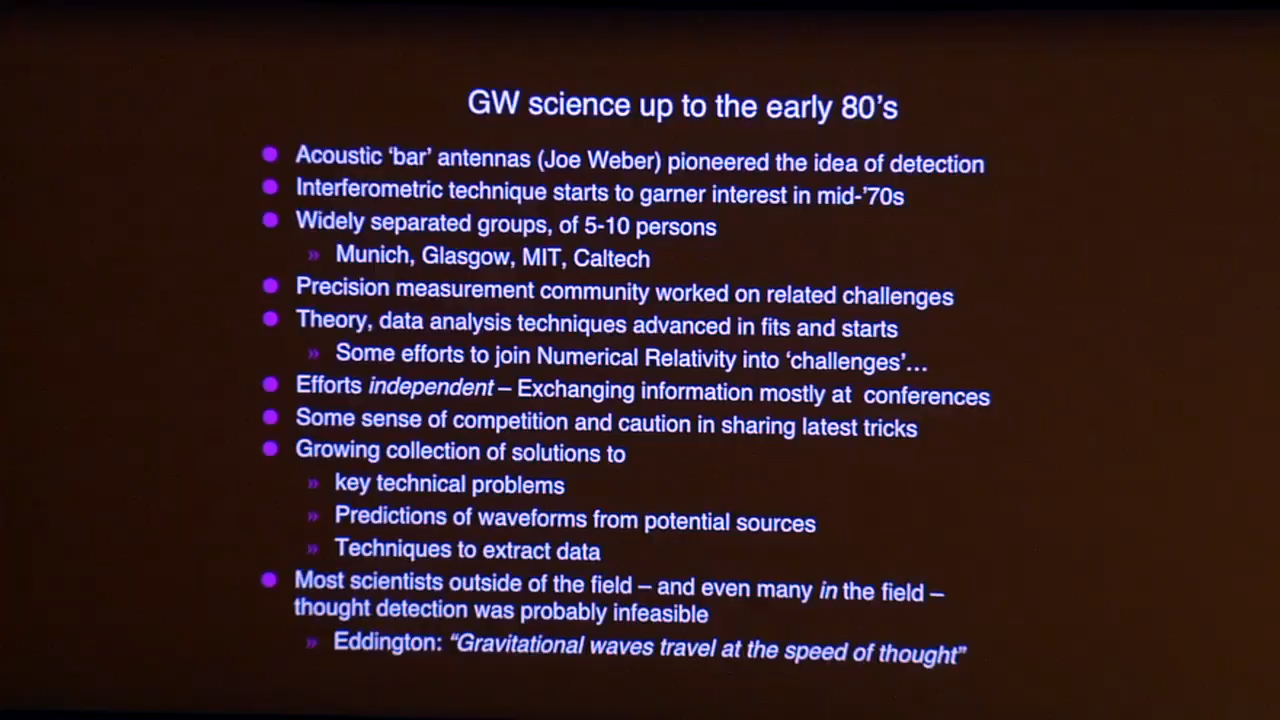 GW science up to the early 80's
Acoustic 'bar' antennas (Joe Weber) pioneered the idea of detection
Interferometric technique starts to garner interest in mid-'70s
Widely separated groups, of 5-10 persons
» Munich, Glasgow, MIT, Caltech
Precision measurement community worked on related challenges
Theory, data analysis techniques advanced in fits and starts
» Some efforts to join Numerical Relativity into 'challenges'...
Efforts independent – Exchanging information mostly at conferences
Some sense of competition and caution in sharing latest tricks
Growing collection of solutions to
» key technical problems
» Predictions of waveforms from potential sources
» Techniques to extract data
Most scientists outside of the field – and even many in the field –
thought detection was probably infeasible
» Eddington: "Gravitational waves travel at the speed of thought"